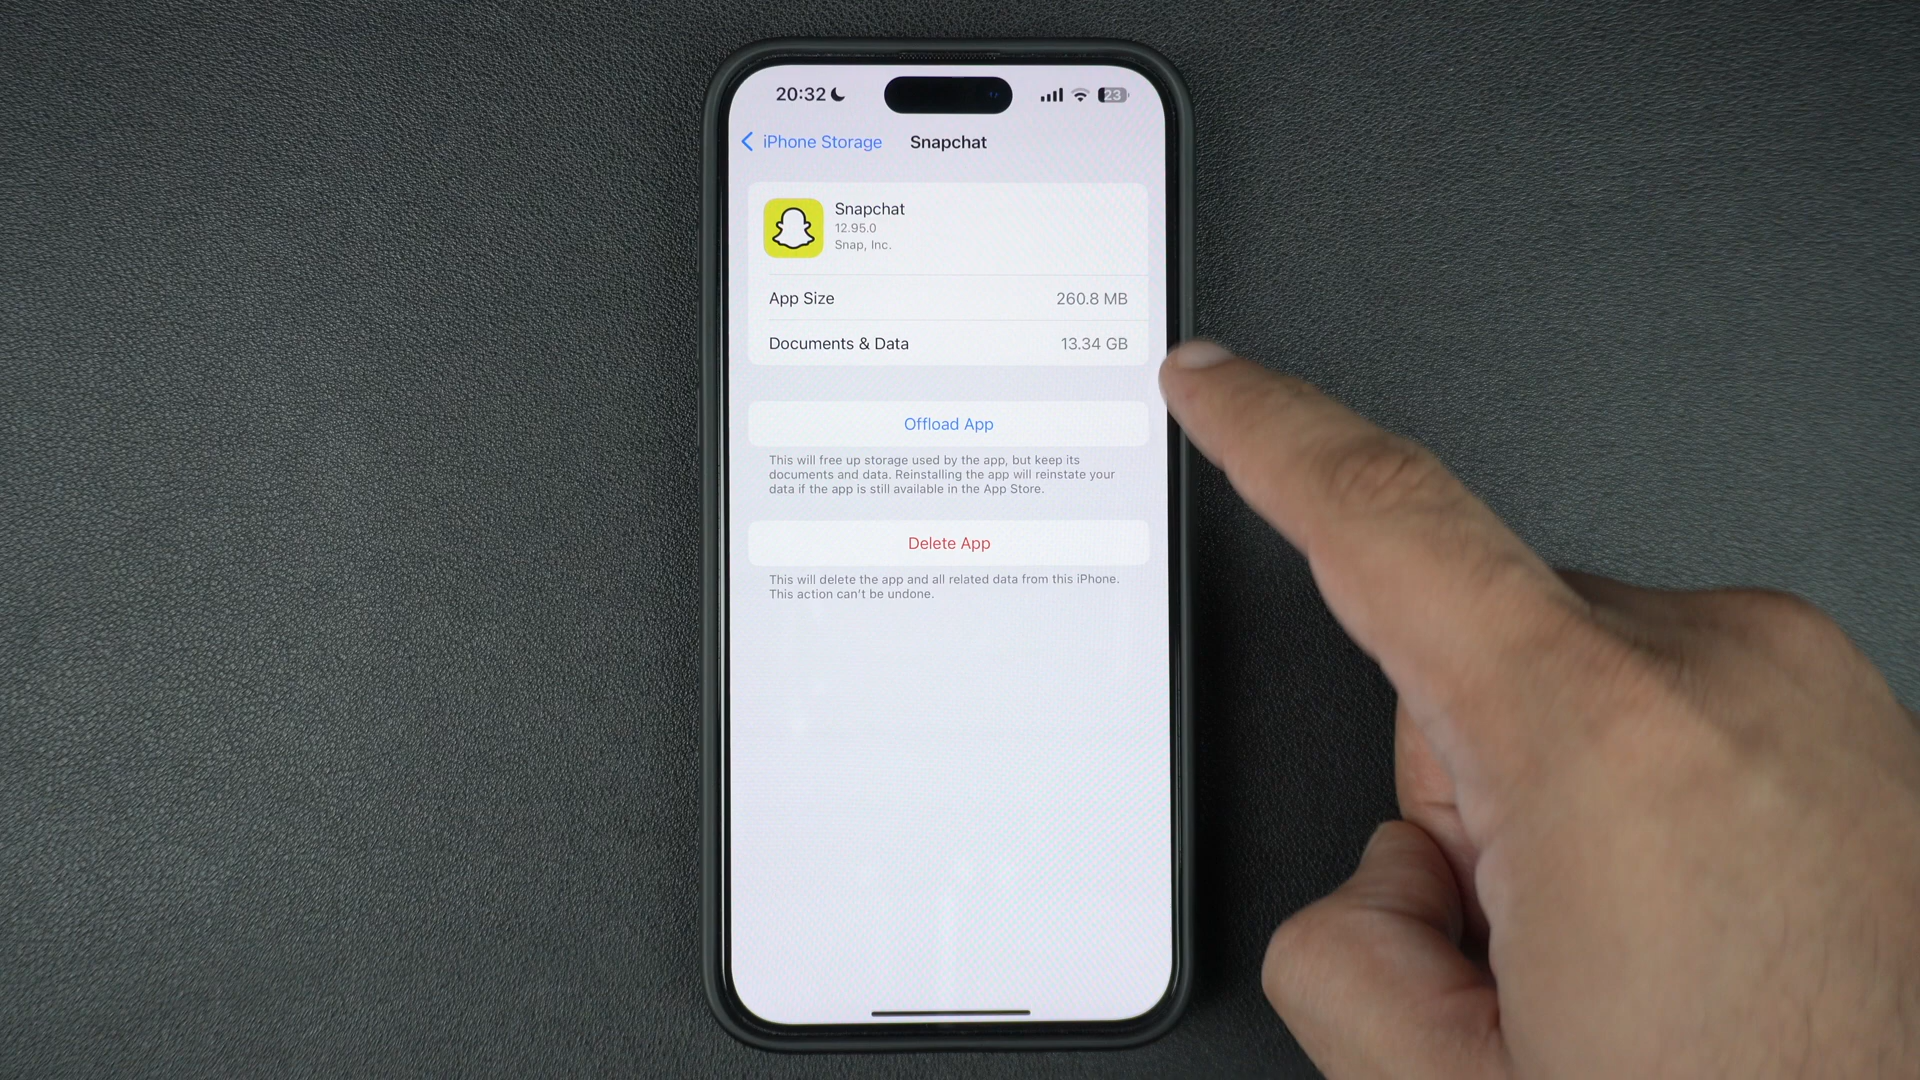 20:32
23
iPhone Storage Snapchat
Snapchat
12.95.0
Snap, Inc.
App Size 260.8 MB
Documents & Data 13.34 GB
Offload App
This will free up storage used by the app, but keep its
documents and data. Reinstalling the app will reinstate your
data if the app is still available in the App Store.
Delete App
This will delete the app and all related data from this iPhone.
This action can't be undone.